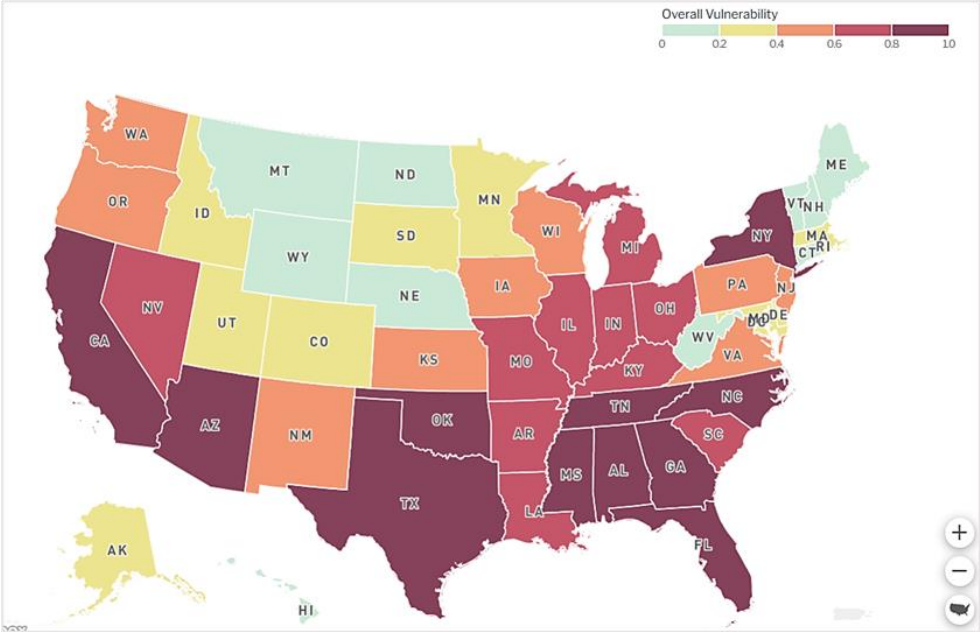 Overall Vulnerability
0 0.2 0.4 0.6 0.8 1.0
WA
MT
ND
ME
OR
ID
MN
VT NH
SD
WI
NY
MA
WY
MI
CT RI
NE
IA
PA
NJ
NV
UT
CO
IL
IN
OH
MD DE
DC
WV
CA
KS
MO
KY
VA
AZ
NM
OK
AR
TN
NC
SC
TX
LA
MS
AL
GA
FL
AK
HI
+
−